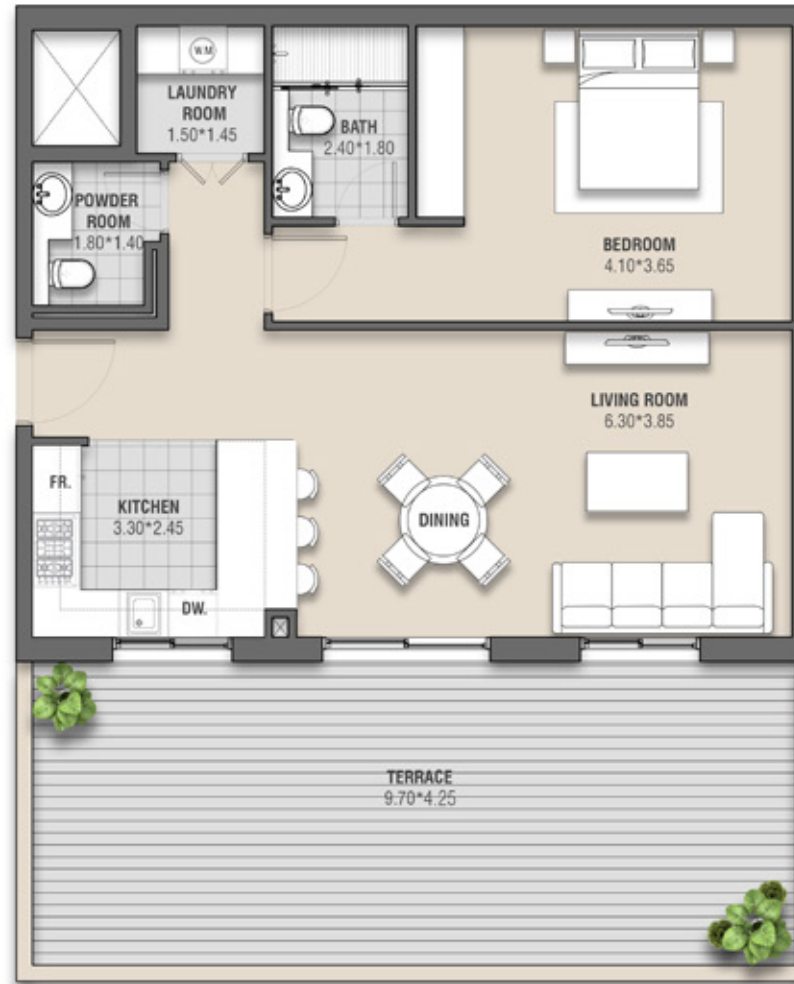 W.M
LAUNDRY
ROOM
1.50*1.45
BATH
2.40*1.80
POWDER
ROOM
1.80*1.40
BEDROOM
4.10*3.65
LIVING ROOM
6.30*3.85
FR.
KITCHEN
3.30*2.45
DINING
DW.
TERRACE
9.70*4.25